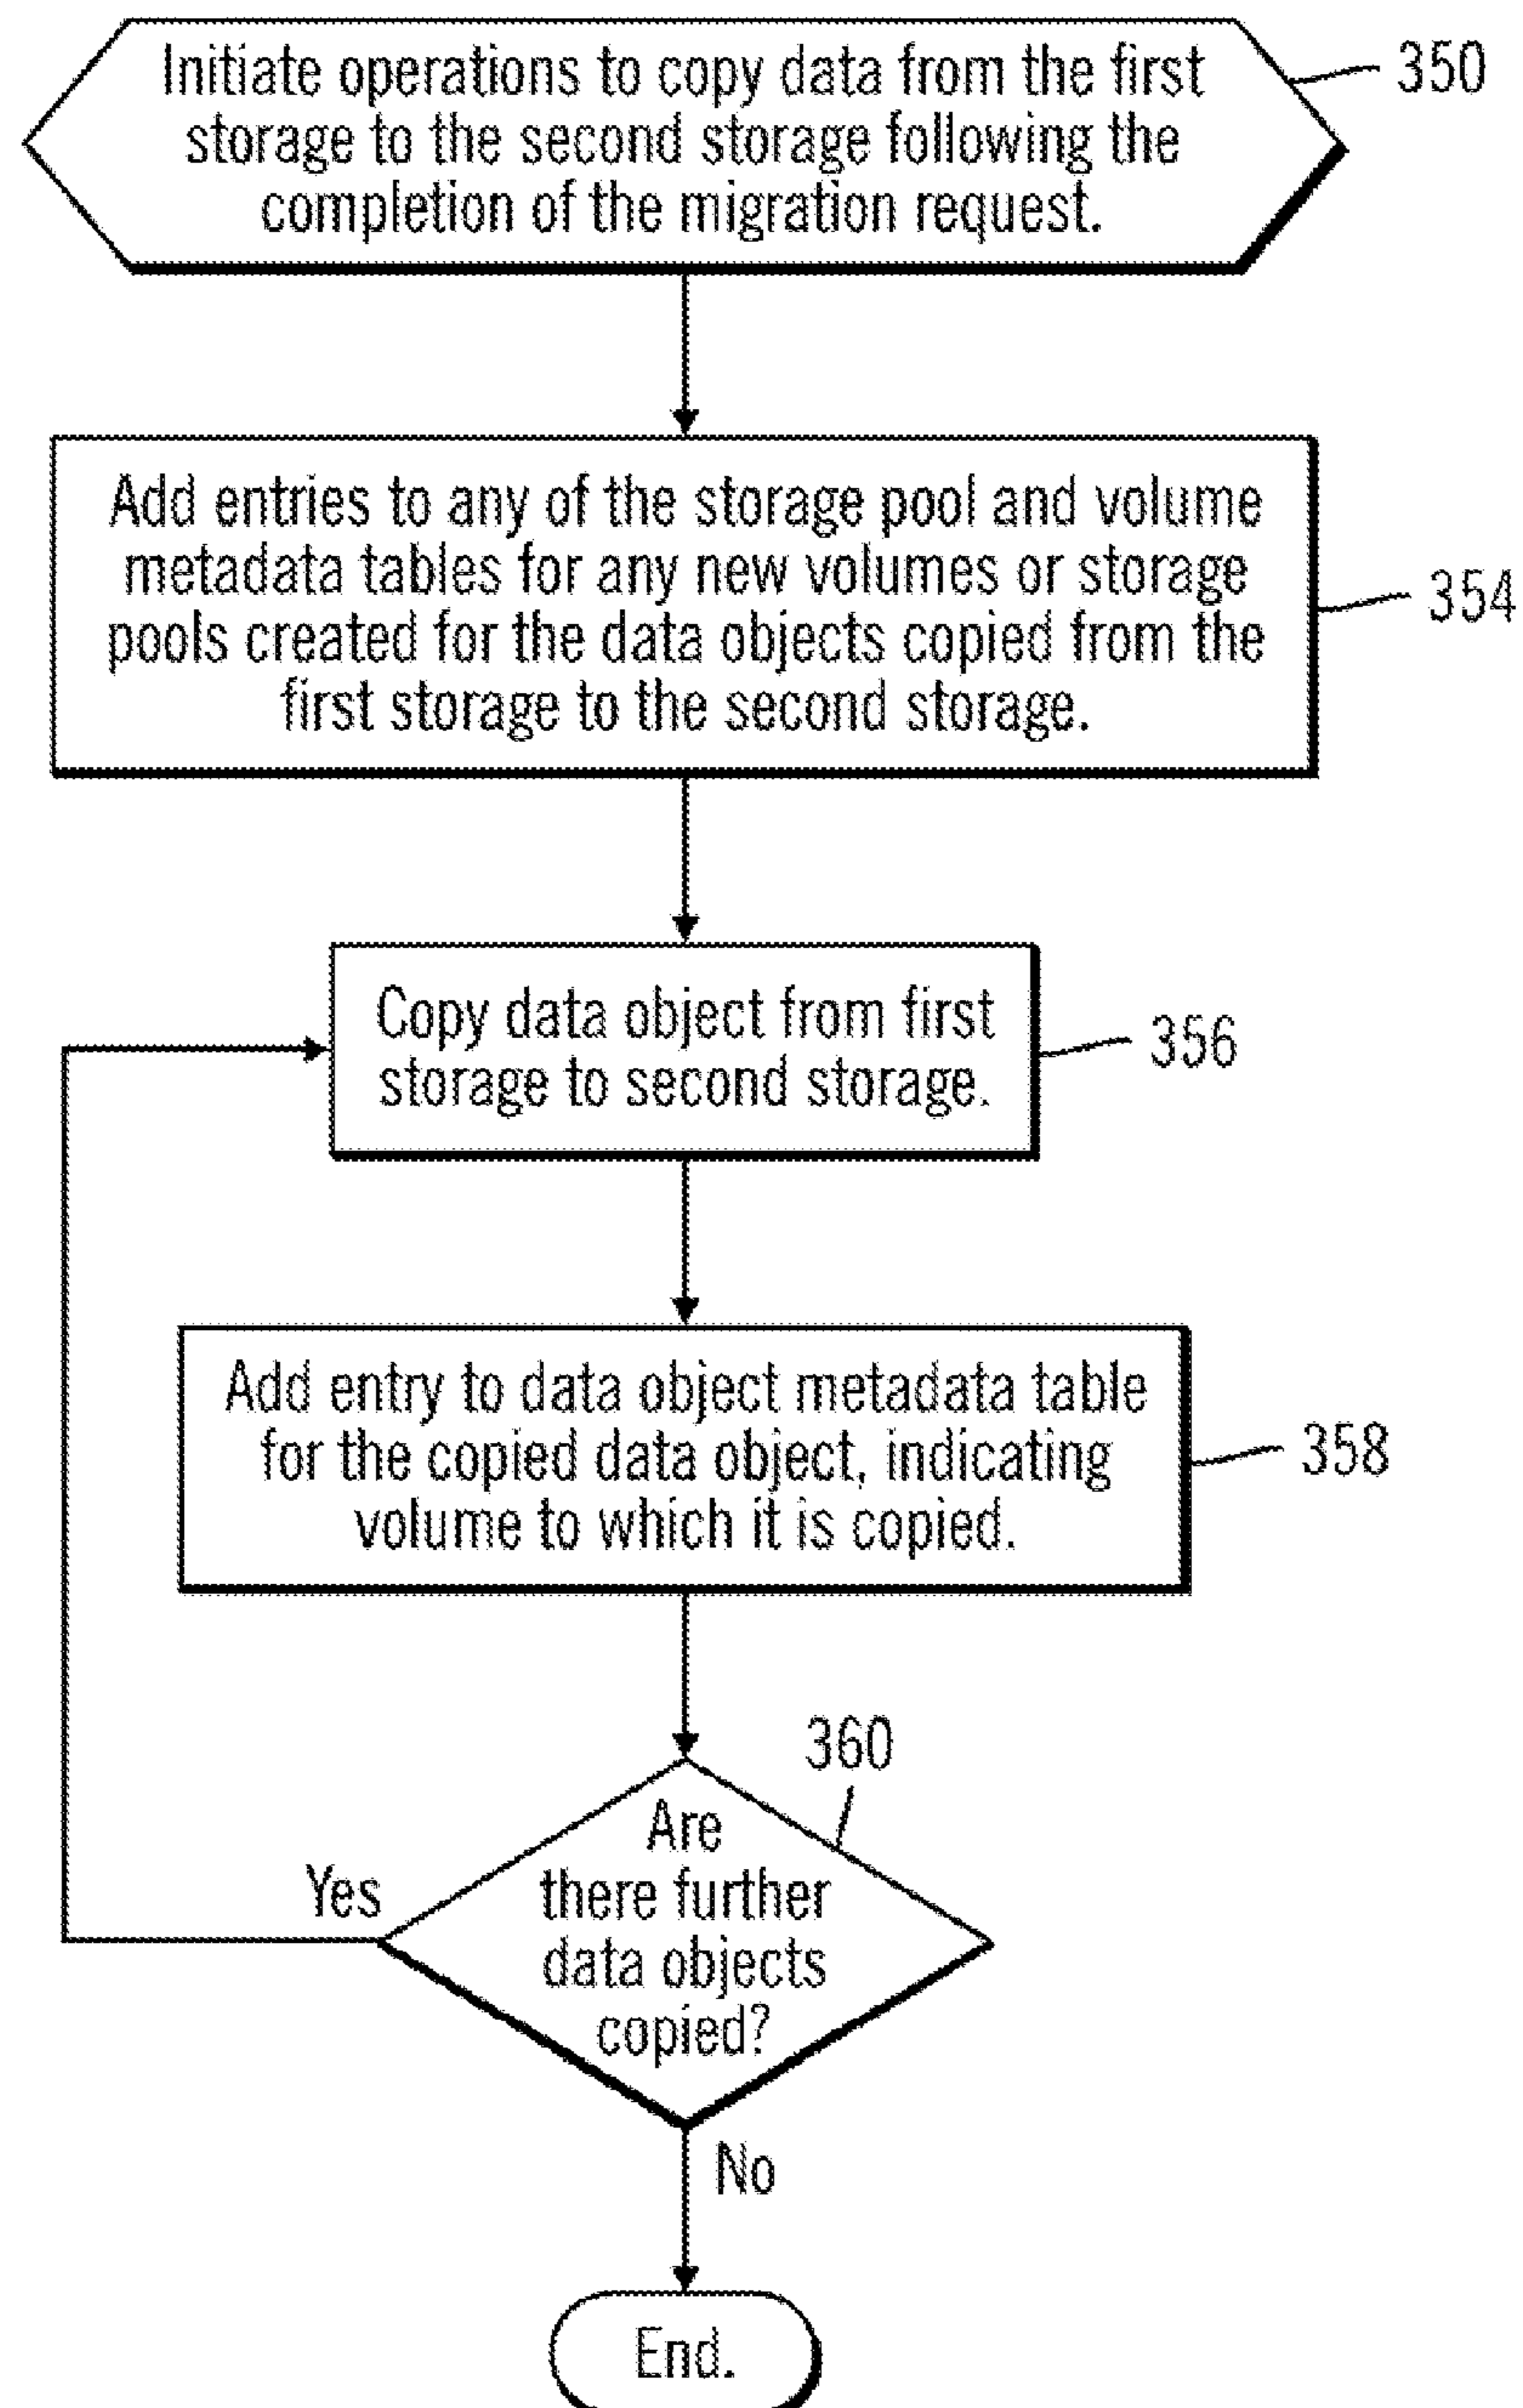 Initiate operations to copy data from the first
storage to the second storage following the
completion of the migration request.
350
Add entries to any of the storage pool and volume
metadata tables for any new volumes or storage
pools created for the data objects copied from the
first storage to the second storage.
354
Copy data object from first
storage to second storage.
356
Add entry to data object metadata table
for the copied data object, indicating
volume to which it is copied.
358
360
Are
there further
data objects
copied?
Yes
No
End.